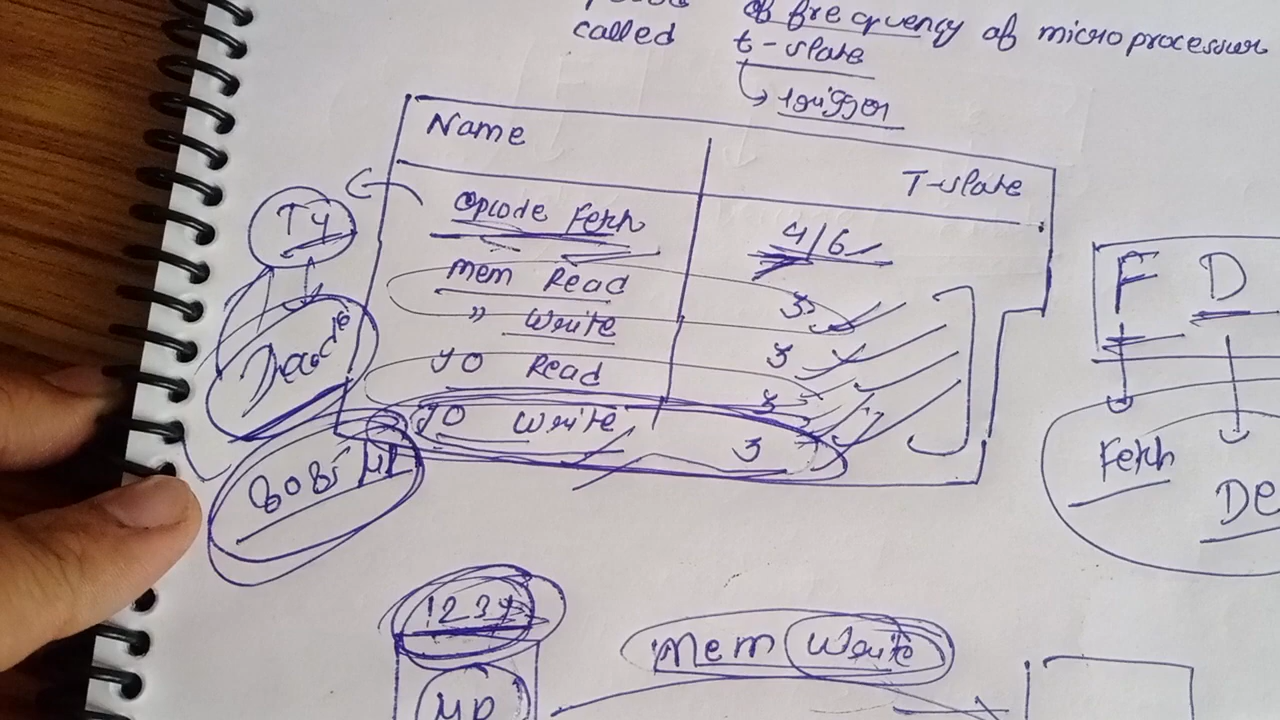 of frequency of microprocessor
called t-state
trigger
Name T-state
T4 Opcode Fetch 4/6
Mem Read 3
" Write 3
IO Read 3
IO Write 3
Decode
8085 MP
F D
Fetch
De
1234
Mem Write
MP